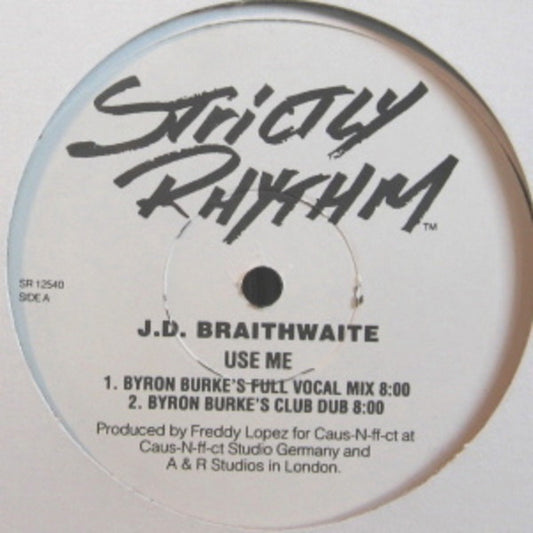 STRICTLY
RHYTHM™
SR 12540
SIDE A
J.D. BRAITHWAITE
USE ME
1. BYRON BURKE'S FULL VOCAL MIX 8:00
2. BYRON BURKE'S CLUB DUB 8:00
Produced by Freddy Lopez for Caus-N-ff-ct at
Caus-N-ff-ct Studio Germany and
A & R Studios in London.